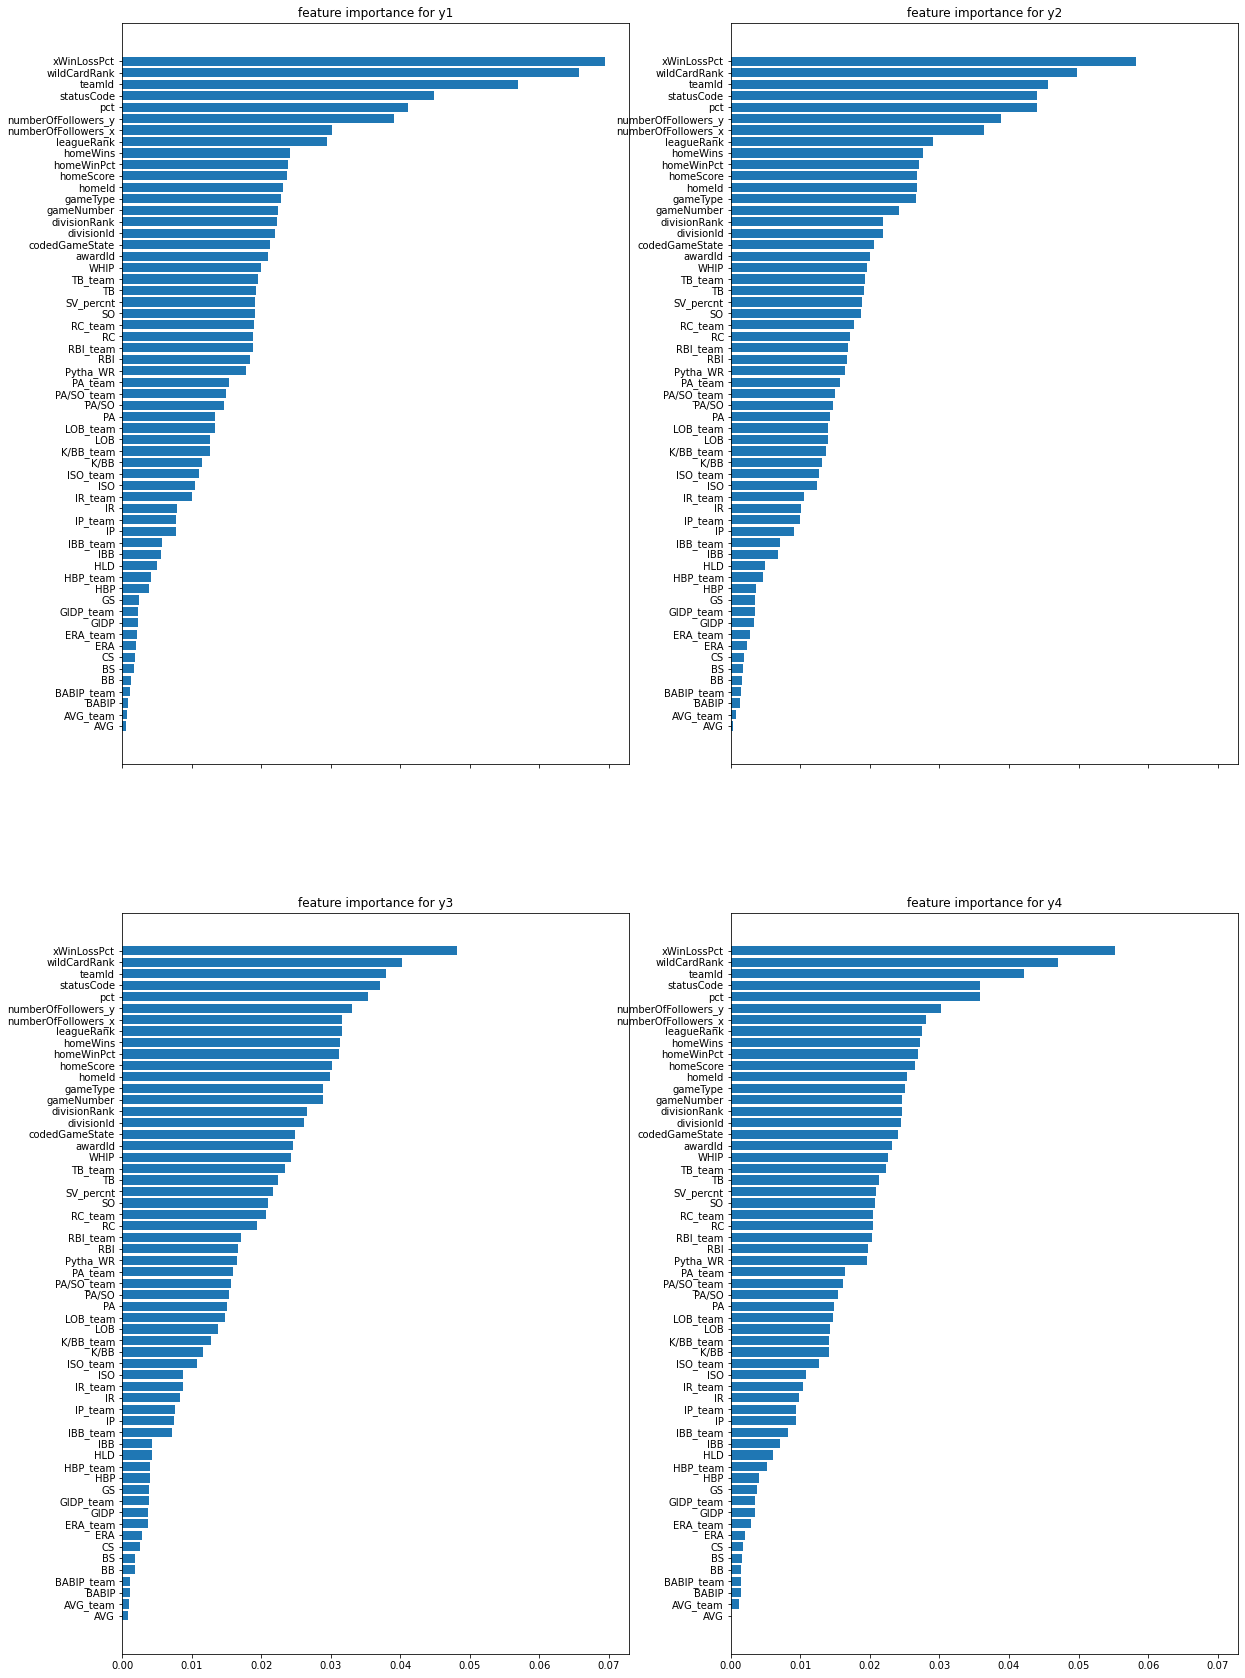 feature importance for y1
xWinLossPct
wildCardRank
teamId
statusCode
pct
numberOfFollowers_y
numberOfFollowers_x
leagueRank
homeWins
homeWinPct
homeScore
homeId
gameType
gameNumber
divisionRank
divisionId
codedGameState
awardId
WHIP
TB_team
TB
SV_percnt
SO
RC_team
RC
RBI_team
RBI
Pytha_WR
PA_team
PA/SO_team
PA/SO
PA
LOB_team
LOB
K/BB_team
K/BB
ISO_team
ISO
IR_team
IR
IP_team
IP
IBB_team
IBB
HLD
HBP_team
HBP
GS
GIDP_team
GIDP
ERA_team
ERA
CS
BS
BB
BABIP_team
BABIP
AVG_team
AVG
feature importance for y2
xWinLossPct
wildCardRank
teamId
statusCode
pct
numberOfFollowers_y
numberOfFollowers_x
leagueRank
homeWins
homeWinPct
homeScore
homeId
gameType
gameNumber
divisionRank
divisionId
codedGameState
awardId
WHIP
TB_team
TB
SV_percnt
SO
RC_team
RC
RBI_team
RBI
Pytha_WR
PA_team
PA/SO_team
PA/SO
PA
LOB_team
LOB
K/BB_team
K/BB
ISO_team
ISO
IR_team
IR
IP_team
IP
IBB_team
IBB
HLD
HBP_team
HBP
GS
GIDP_team
GIDP
ERA_team
ERA
CS
BS
BB
BABIP_team
BABIP
AVG_team
AVG
feature importance for y3
xWinLossPct
wildCardRank
teamId
statusCode
pct
numberOfFollowers_y
numberOfFollowers_x
leagueRank
homeWins
homeWinPct
homeScore
homeId
gameType
gameNumber
divisionRank
divisionId
codedGameState
awardId
WHIP
TB_team
TB
SV_percnt
SO
RC_team
RC
RBI_team
RBI
Pytha_WR
PA_team
PA/SO_team
PA/SO
PA
LOB_team
LOB
K/BB_team
K/BB
ISO_team
ISO
IR_team
IR
IP_team
IP
IBB_team
IBB
HLD
HBP_team
HBP
GS
GIDP_team
GIDP
ERA_team
ERA
CS
BS
BB
BABIP_team
BABIP
AVG_team
AVG
0.00 0.01 0.02 0.03 0.04 0.05 0.06 0.07
feature importance for y4
xWinLossPct
wildCardRank
teamId
statusCode
pct
numberOfFollowers_y
numberOfFollowers_x
leagueRank
homeWins
homeWinPct
homeScore
homeId
gameType
gameNumber
divisionRank
divisionId
codedGameState
awardId
WHIP
TB_team
TB
SV_percnt
SO
RC_team
RC
RBI_team
RBI
Pytha_WR
PA_team
PA/SO_team
PA/SO
PA
LOB_team
LOB
K/BB_team
K/BB
ISO_team
ISO
IR_team
IR
IP_team
IP
IBB_team
IBB
HLD
HBP_team
HBP
GS
GIDP_team
GIDP
ERA_team
ERA
CS
BS
BB
BABIP_team
BABIP
AVG_team
AVG
0.00 0.01 0.02 0.03 0.04 0.05 0.06 0.07